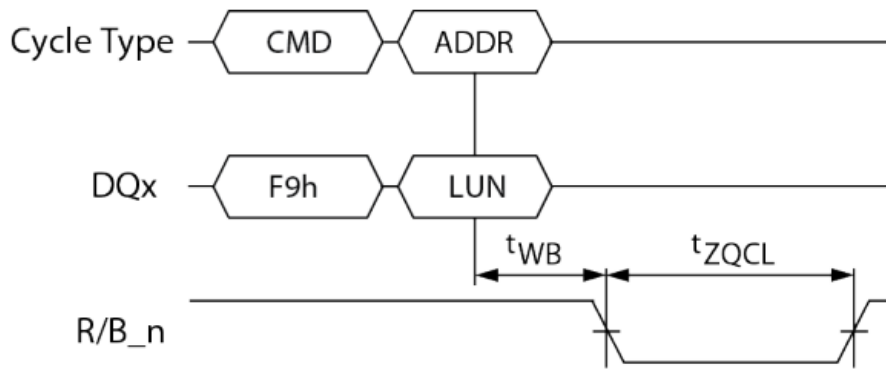 Cycle Type CMD ADDR
DQx F9h LUN
tWB tZQCL
R/B_n